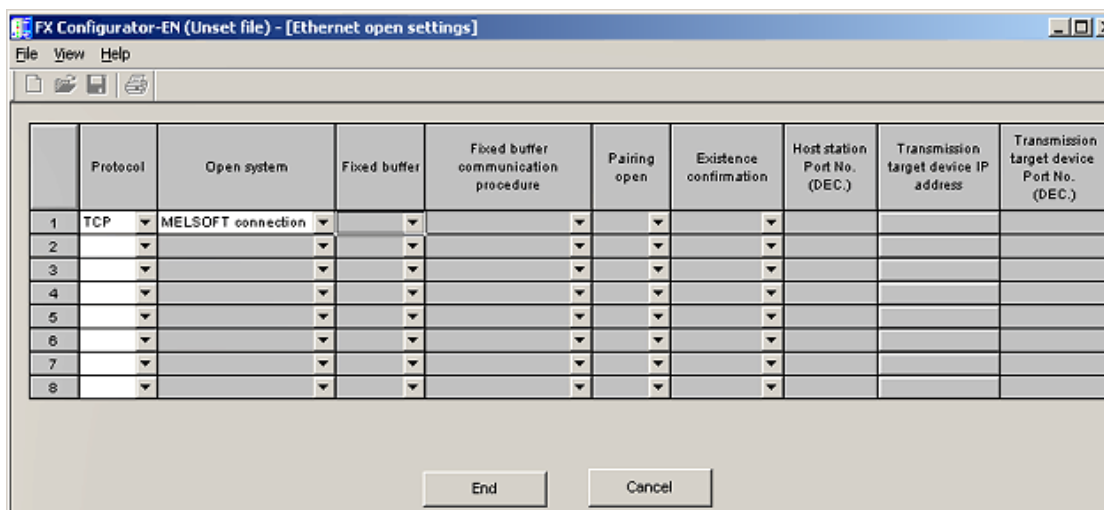 FX Configurator-EN (Unset file) - [Ethernet open settings]
File View Help
Protocol
Open system
Fixed buffer
Fixed buffer
communication
procedure
Pairing
open
Existence
confirmation
Host station
Port No.
(DEC.)
Transmission
target device IP
address
Transmission
target device
Port No.
(DEC.)
1 TCP MELSOFT connection
2
3
4
5
6
7
8
End Cancel